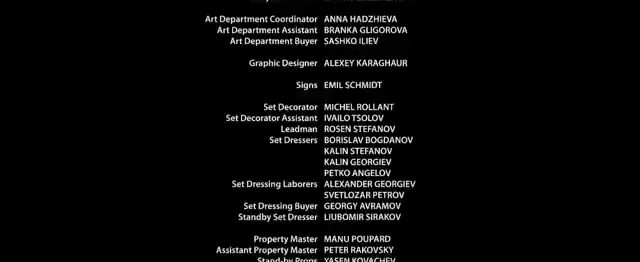 Art Department Coordinator ANNA HADZHIEVA
Art Department Assistant BRANKA GLIGOROVA
Art Department Buyer SASHKO ILIEV
Graphic Designer ALEXEY KARAGHAUR
Signs EMIL SCHMIDT
Set Decorator MICHEL ROLLANT
Set Decorator Assistant IVAILO TSOLOV
Leadman ROSEN STEFANOV
Set Dressers BORISLAV BOGDANOV
KALIN STEFANOV
KALIN GEORGIEV
PETKO ANGELOV
Set Dressing Laborers ALEXANDER GEORGIEV
SVETLOZAR PETROV
Set Dressing Buyer GEORGY AVRAMOV
Standby Set Dresser LIUBOMIR SIRAKOV
Property Master MANU POUPARD
Assistant Property Master PETER RAKOVSKY
Stand-by Props YASEN KOVACHEV